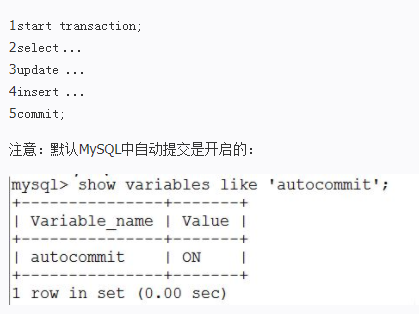 1start transaction;
2select ...
3update ...
4insert ...
5commit;
注意：默认MySQL中自动提交是开启的：
mysql> show variables like 'autocommit';
+---------------+-------+
| Variable_name | Value |
+---------------+-------+
| autocommit    | ON    |
+---------------+-------+
1 row in set (0.00 sec)